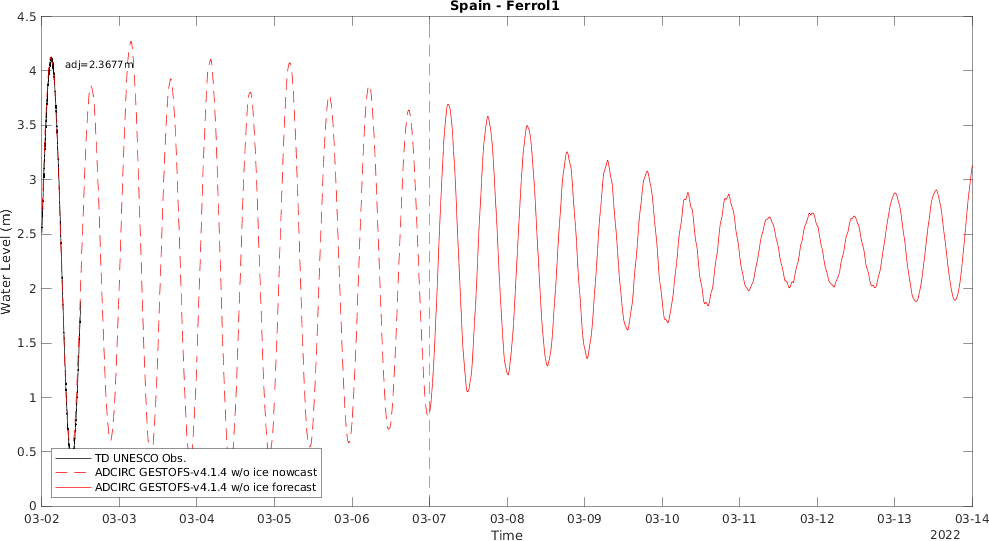 Spain - Ferrol1
adj=2.3677m
4.5
4
3.5
3
2.5
2
1.5
1
0.5
0
Water Level (m)
TD UNESCO Obs.
ADCIRC GESTOFS-v4.1.4 w/o ice nowcast
ADCIRC GESTOFS-v4.1.4 w/o ice forecast
03-02 03-03 03-04 03-05 03-06 03-07 03-08 03-09 03-10 03-11 03-12 03-13 03-14
Time
2022